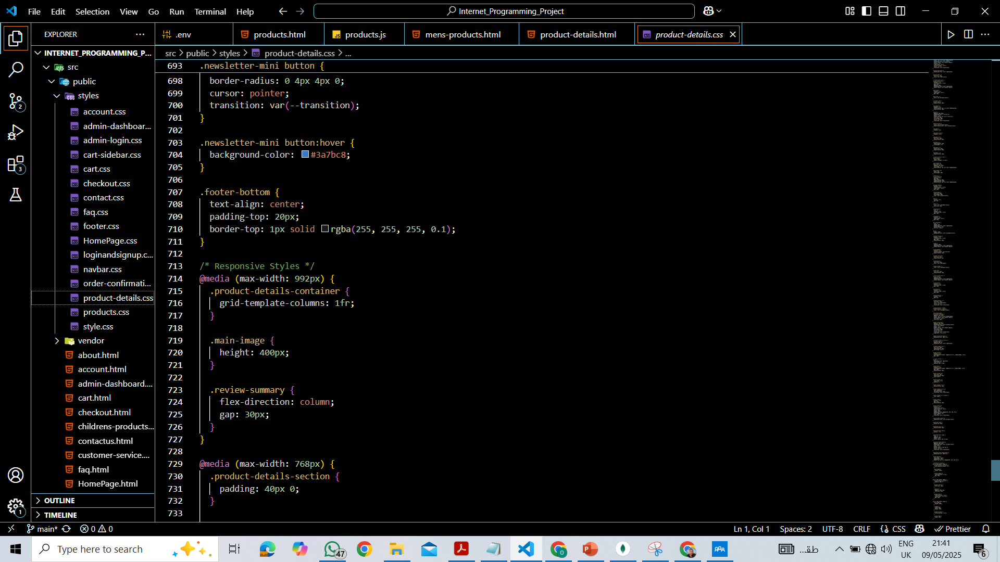 File Edit Selection View Go Run Terminal Help
Internet_Programming_Project
EXPLORER
.env
products.html
products.js
mens-products.html
product-details.html
product-details.css
INTERNET_PROGRAMMING_P...
src > public > styles > product-details.css > ...
src
public
styles
account.css
admin-dashboar...
admin-login.css
cart-sidebar.css
cart.css
checkout.css
contact.css
faq.css
footer.css
HomePage.css
loginandsignup.c...
navbar.css
order-confirmati...
product-details.css
products.css
style.css
vendor
about.html
account.html
admin-dashboard....
cart.html
checkout.html
childrens-products...
contactus.html
customer-service....
faq.html
HomePage.html
OUTLINE
TIMELINE
2
3
1
693 .newsletter-mini button {
698 border-radius: 0 4px 4px 0;
699 cursor: pointer;
700 transition: var(--transition);
701 }
702
703 .newsletter-mini button:hover {
704 background-color: #3a7bc8;
705 }
706
707 .footer-bottom {
708 text-align: center;
709 padding-top: 20px;
710 border-top: 1px solid rgba(255, 255, 255, 0.1);
711 }
712
713 /* Responsive Styles */
714 @media (max-width: 992px) {
715 .product-details-container {
716 grid-template-columns: 1fr;
717 }
718
719 .main-image {
720 height: 400px;
721 }
722
723 .review-summary {
724 flex-direction: column;
725 gap: 30px;
726 }
727 }
728
729 @media (max-width: 768px) {
730 .product-details-section {
731 padding: 40px 0;
732 }
733
main* 0 0
Ln 1, Col 1 Spaces: 2 UTF-8 CRLF CSS Prettier
Type here to search
47
طق...
ENG
UK
21:41
09/05/2025
6